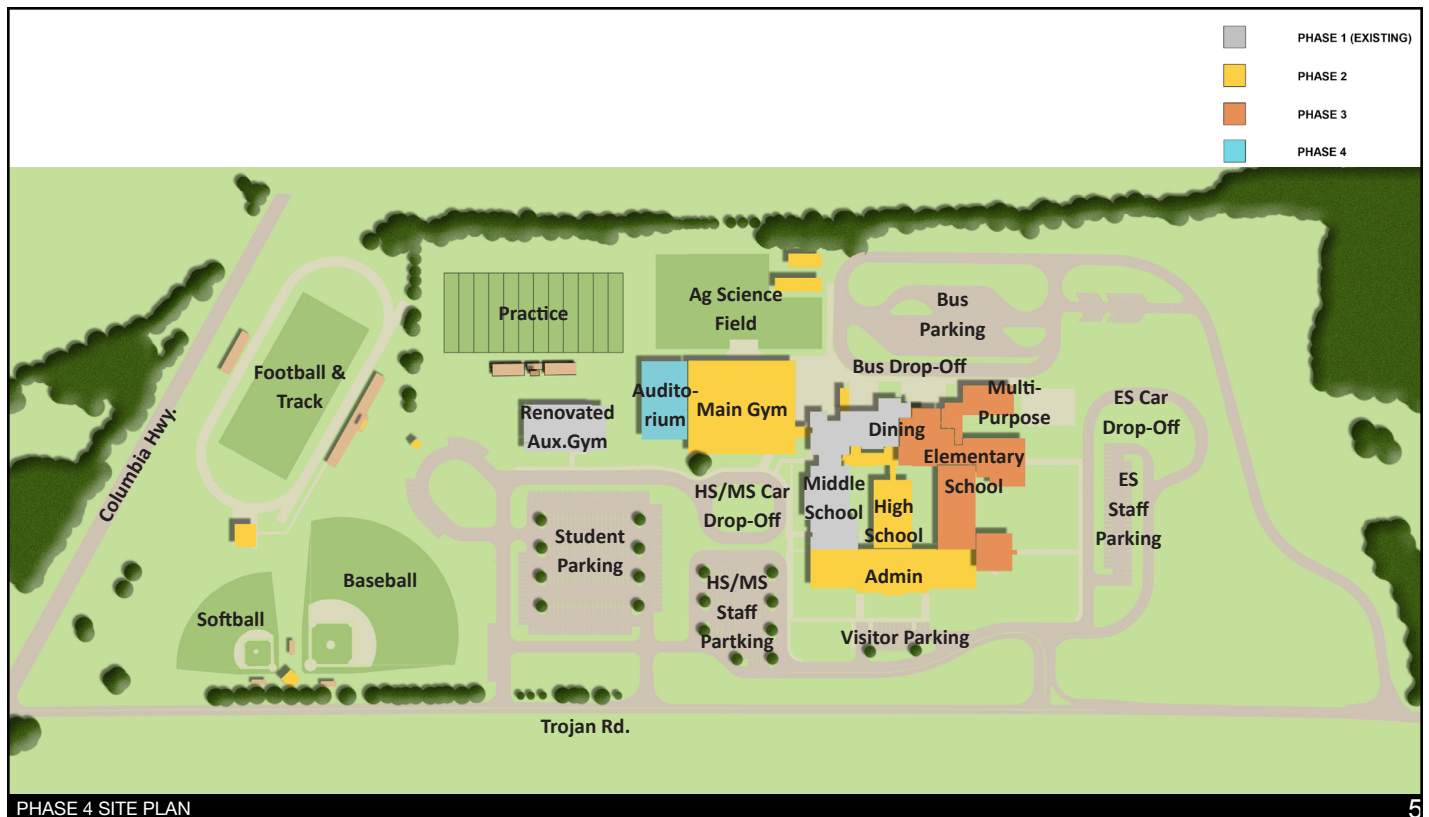 PHASE 1 (EXISTING)
PHASE 2
PHASE 3
PHASE 4
Columbia Hwy.
Football &
Track
Practice
Ag Science
Field
Bus
Parking
Bus Drop-Off
Renovated
Aux.Gym
Audito-
rium
Main Gym
Dining
Multi-
Purpose
Elementary
School
ES Car
Drop-Off
ES
Staff
Parking
Middle
School
High
School
HS/MS Car
Drop-Off
Student
Parking
HS/MS
Staff
Partking
Admin
Visitor Parking
Baseball
Softball
Trojan Rd.
PHASE 4 SITE PLAN
5